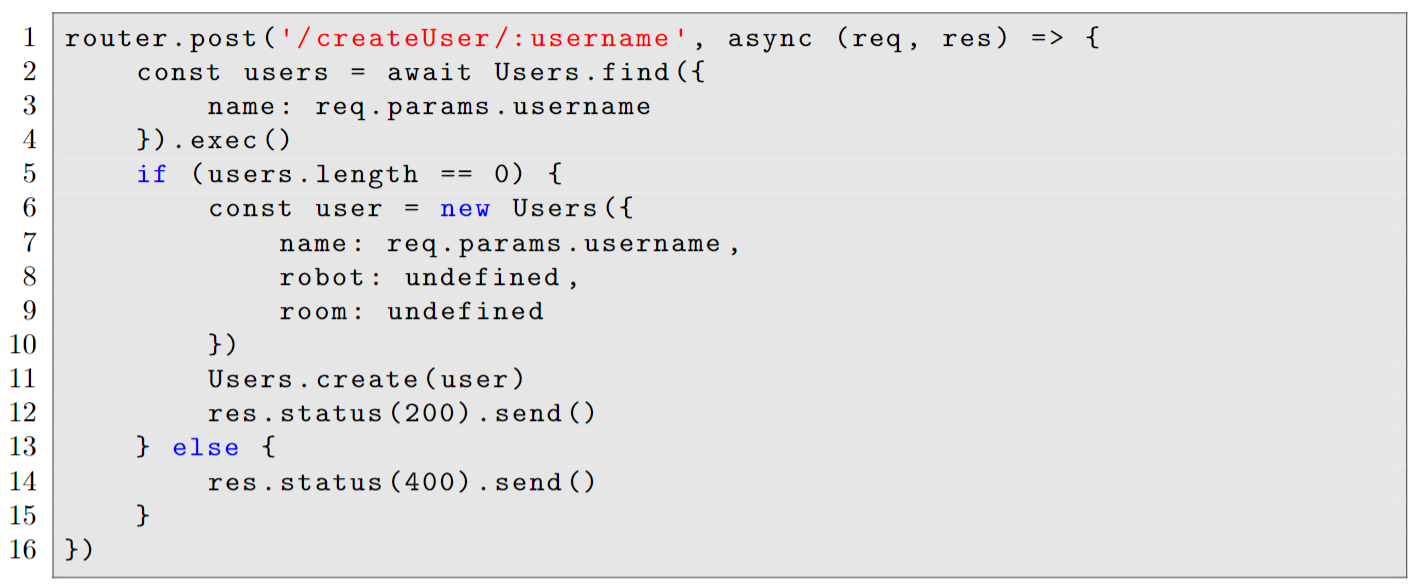 1 router.post('/createUser/:username', async (req, res) => {
2     const users = await Users.find({
3         name: req.params.username
4     }).exec()
5     if (users.length == 0) {
6         const user = new Users({
7             name: req.params.username,
8             robot: undefined,
9             room: undefined
10         })
11         Users.create(user)
12         res.status(200).send()
13     } else {
14         res.status(400).send()
15     }
16 })